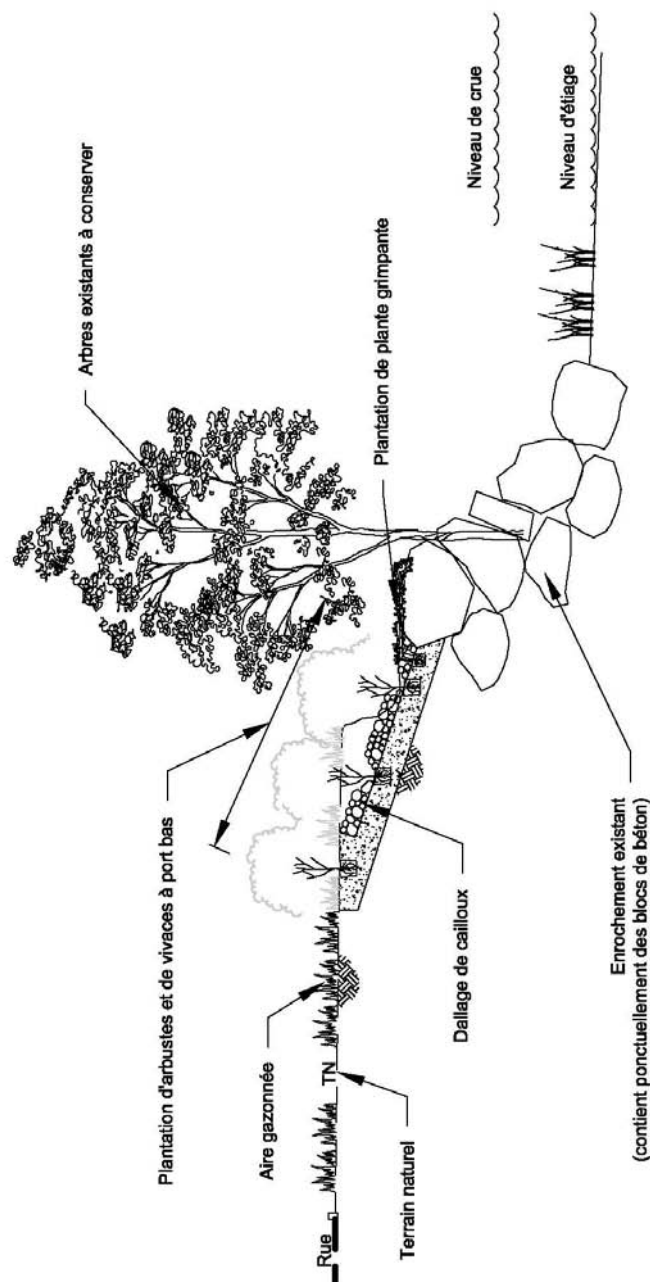 Arbres existants à conserver
Plantation d'arbustes et de vivaces à port bas
Niveau de crue
Aire gazonnée
Plantation de plante grimpante
Niveau d'étiage
Rue
TN
Terrain naturel
Dallage de cailloux
Enrochement existant
(contient ponctuellement des blocs de béton)